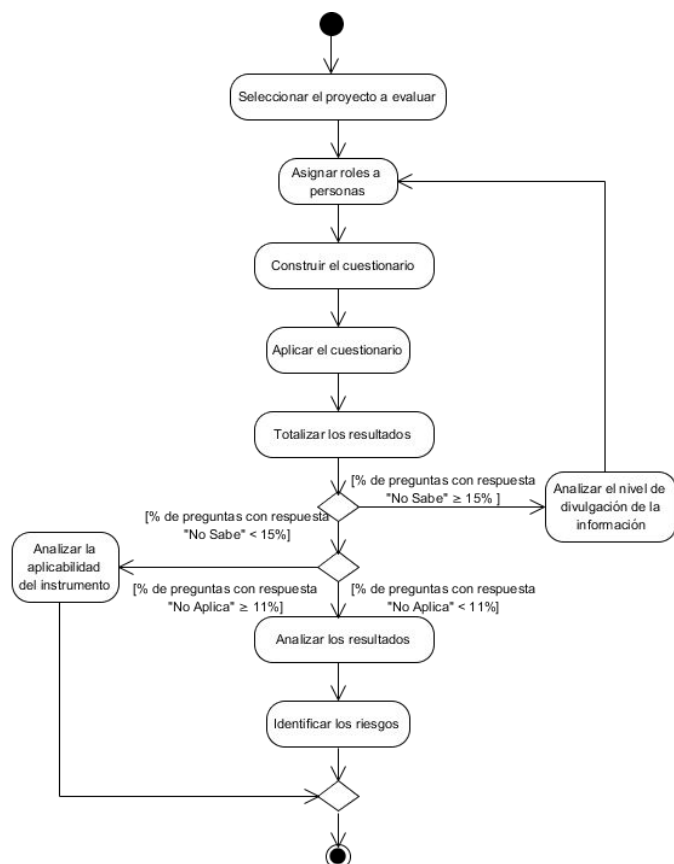 Seleccionar el proyecto a evaluar
Asignar roles a
personas
Construir el cuestionario
Aplicar el cuestionario
Totalizar los resultados
[% de preguntas con respuesta
"No Sabe" ≥ 15% ]
Analizar el nivel de
divulgación de la
información
[% de preguntas con respuesta
"No Sabe" < 15%]
Analizar la
aplicabilidad
del instrumento
[% de preguntas con respuesta
"No Aplica" ≥ 11%]
[% de preguntas con respuesta
"No Aplica" < 11%]
Analizar los resultados
Identificar los riesgos